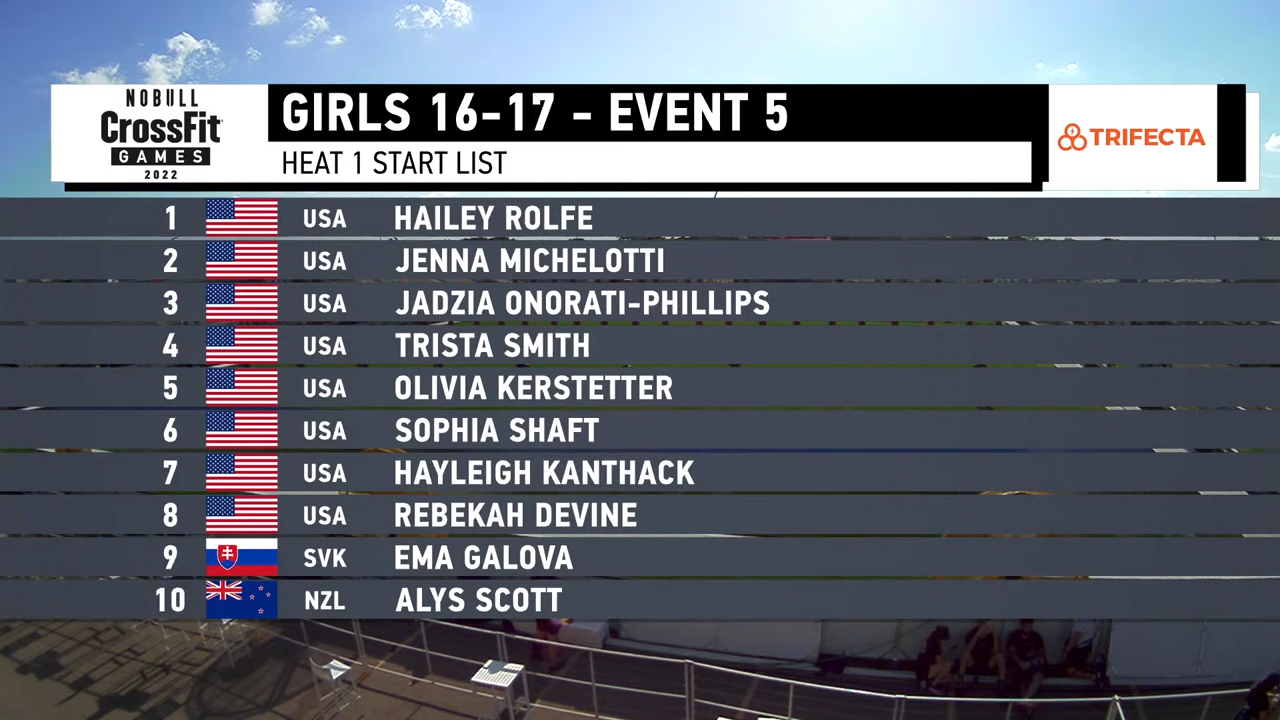 NOBULL
CrossFit
GAMES
2022
GIRLS 16-17 - EVENT 5
HEAT 1 START LIST
TRIFECTA
1 USA HAILEY ROLFE
2 USA JENNA MICHELOTTI
3 USA JADZIA ONORATI-PHILLIPS
4 USA TRISTA SMITH
5 USA OLIVIA KERSTETTER
6 USA SOPHIA SHAFT
7 USA HAYLEIGH KANTHACK
8 USA REBEKAH DEVINE
9 SVK EMA GALOVA
10 NZL ALYS SCOTT